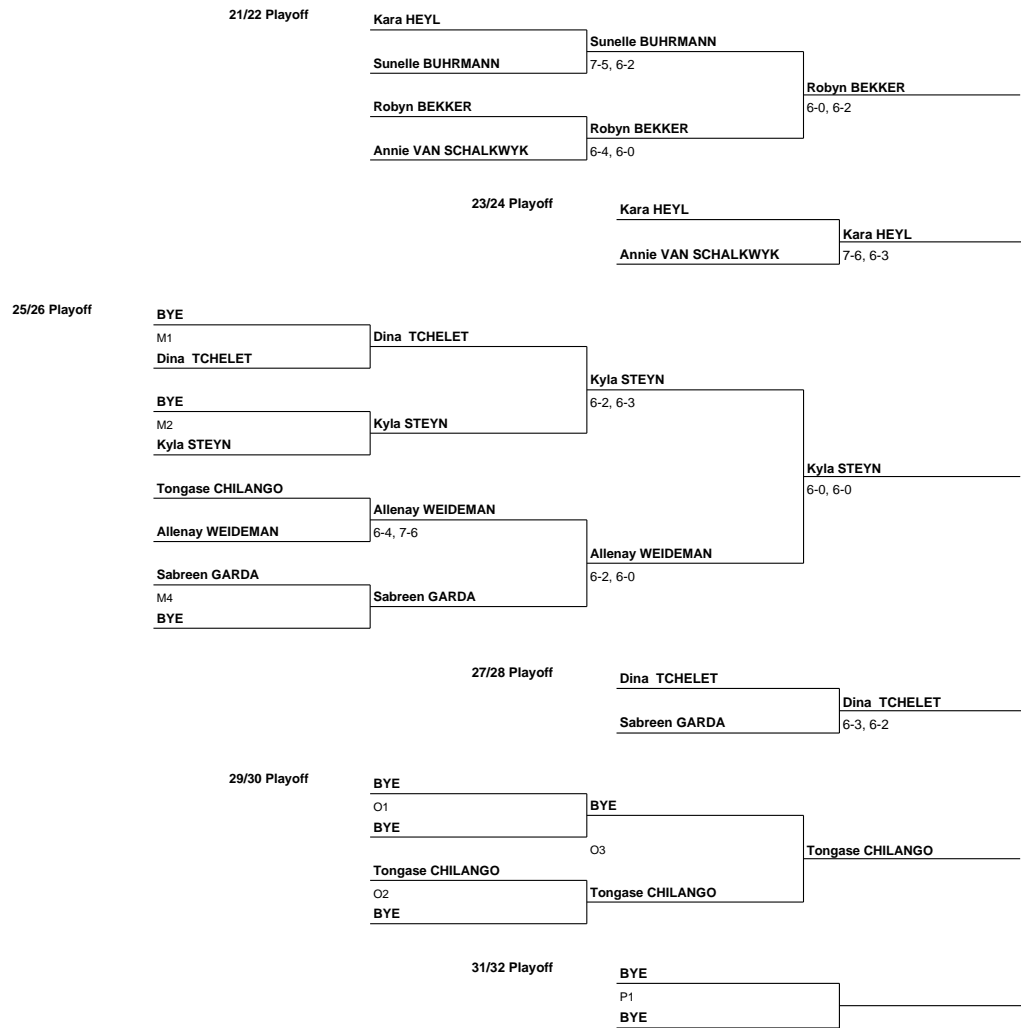 21/22 Playoff
Kara HEYL
Sunelle BUHRMANN
Sunelle BUHRMANN
7-5, 6-2
Robyn BEKKER
6-0, 6-2
Robyn BEKKER
Robyn BEKKER
Annie VAN SCHALKWYK
6-4, 6-0
23/24 Playoff
Kara HEYL
Kara HEYL
Annie VAN SCHALKWYK
7-6, 6-3
25/26 Playoff
BYE
M1
Dina  TCHELET
Dina  TCHELET
Kyla STEYN
6-2, 6-3
BYE
M2
Kyla STEYN
Kyla STEYN
Kyla STEYN
6-0, 6-0
Tongase CHILANGO
Allenay WEIDEMAN
Allenay WEIDEMAN
6-4, 7-6
Allenay WEIDEMAN
6-2, 6-0
Sabreen GARDA
M4
Sabreen GARDA
BYE
27/28 Playoff
Dina  TCHELET
Dina  TCHELET
Sabreen GARDA
6-3, 6-2
29/30 Playoff
BYE
O1
BYE
BYE
O3
Tongase CHILANGO
Tongase CHILANGO
O2
Tongase CHILANGO
BYE
31/32 Playoff
BYE
P1
BYE